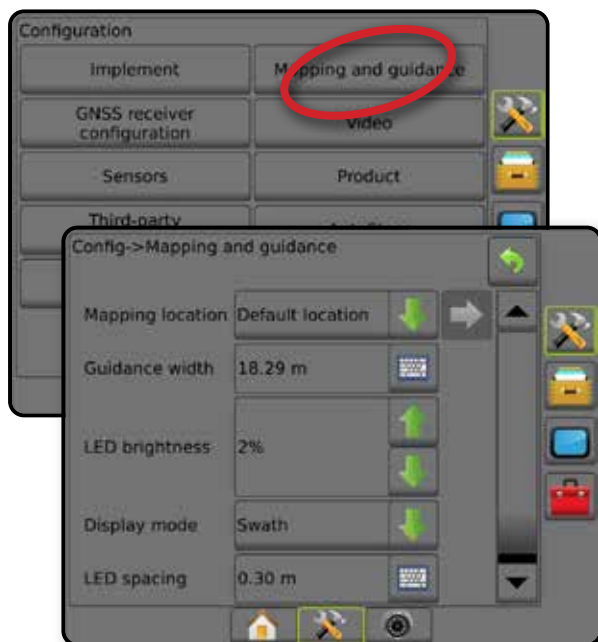 Configuration
Implement
Mapping and guidance
GNSS receiver
configuration
Video
Sensors
Product
Third-party
Config->Mapping and guidance
Mapping location
Default location
Guidance width
18.29 m
LED brightness
2%
Display mode
Swath
LED spacing
0.30 m